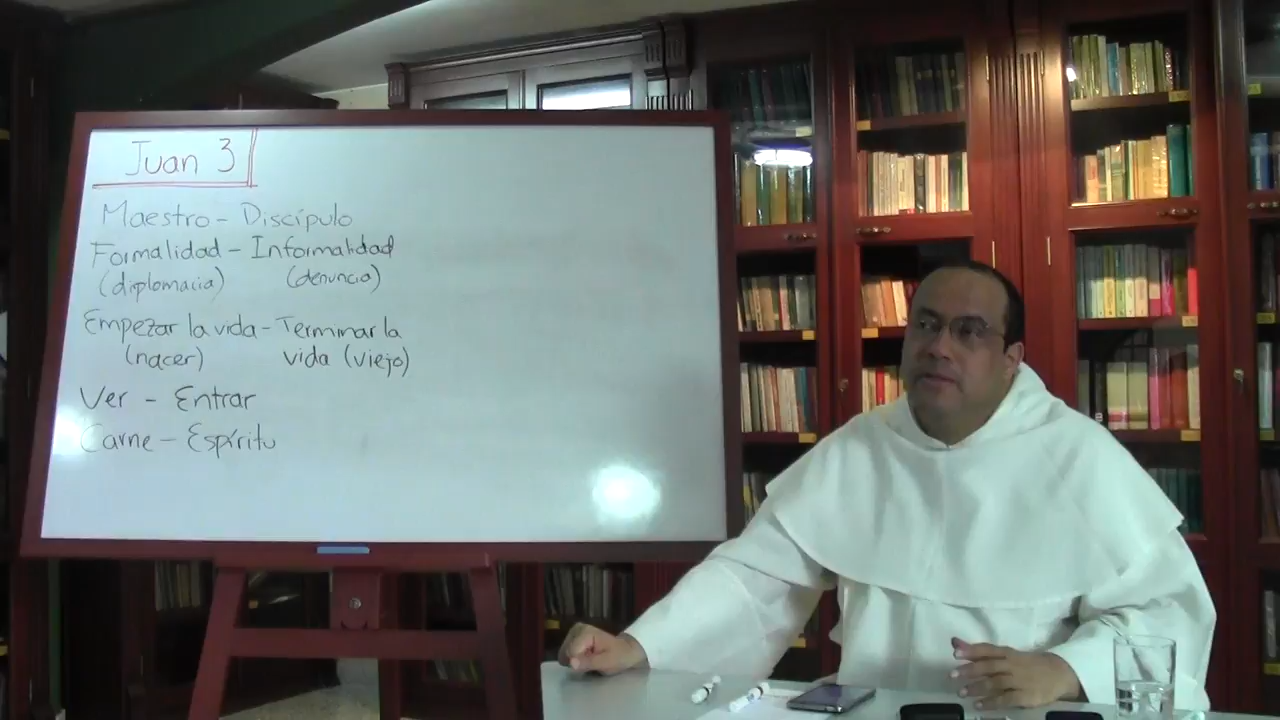 Juan 3
Maestro - Discípulo
Formalidad - Informalidad
(diplomacia) (denuncia)
Empezar la vida - Terminar la
(nacer) vida (viejo)
Ver - Entrar
Carne - Espíritu